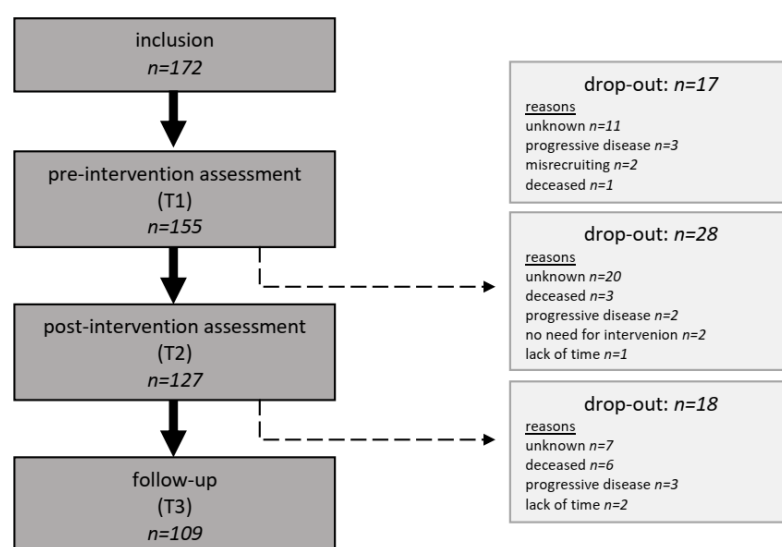 inclusion
n=172
drop-out: n=17
reasons
unknown n=11
progressive disease n=3
misrecruiting n=2
deceased n=1
pre-intervention assessment
(T1)
n=155
drop-out: n=28
reasons
unknown n=20
deceased n=3
progressive disease n=2
no need for intervenion n=2
lack of time n=1
post-intervention assessment
(T2)
n=127
drop-out: n=18
reasons
unknown n=7
deceased n=6
progressive disease n=3
lack of time n=2
follow-up
(T3)
n=109